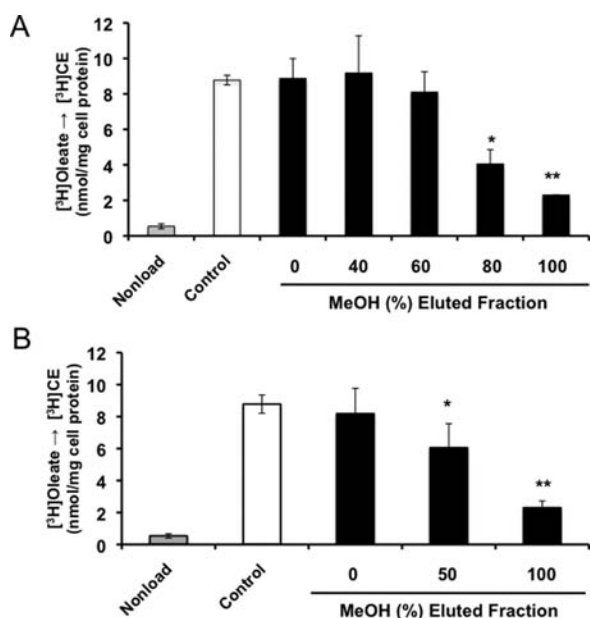 A
[³H]Oleate → [³H]CE
(nmol/mg cell protein)
12
10
8
6
4
2
0
*
**
Nonload
Control
0 40 60 80 100
MeOH (%) Eluted Fraction
B
[³H]Oleate → [³H]CE
(nmol/mg cell protein)
12
10
8
6
4
2
0
*
**
Nonload
Control
0 50 100
MeOH (%) Eluted Fraction